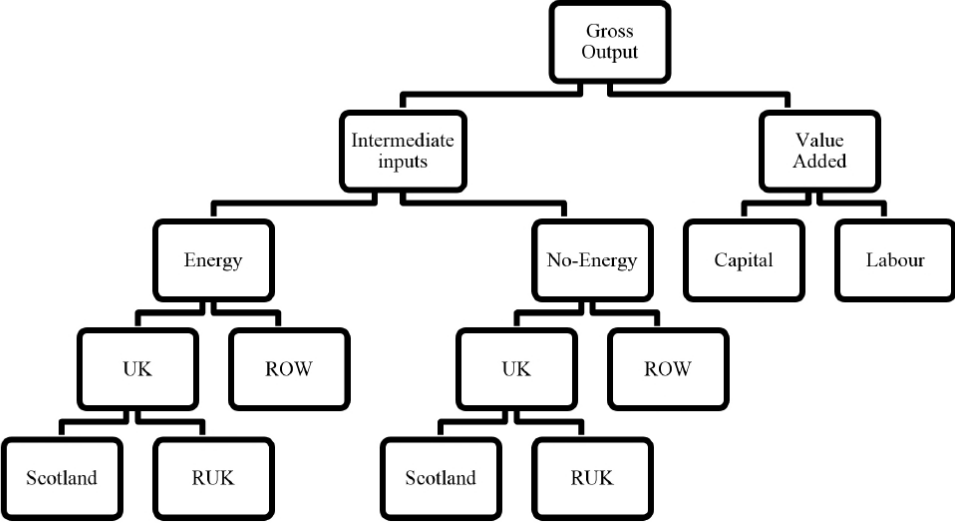 Gross
Output
Intermediate
inputs
Value
Added
Energy
No-Energy
Capital
Labour
UK
ROW
UK
ROW
Scotland
RUK
Scotland
RUK